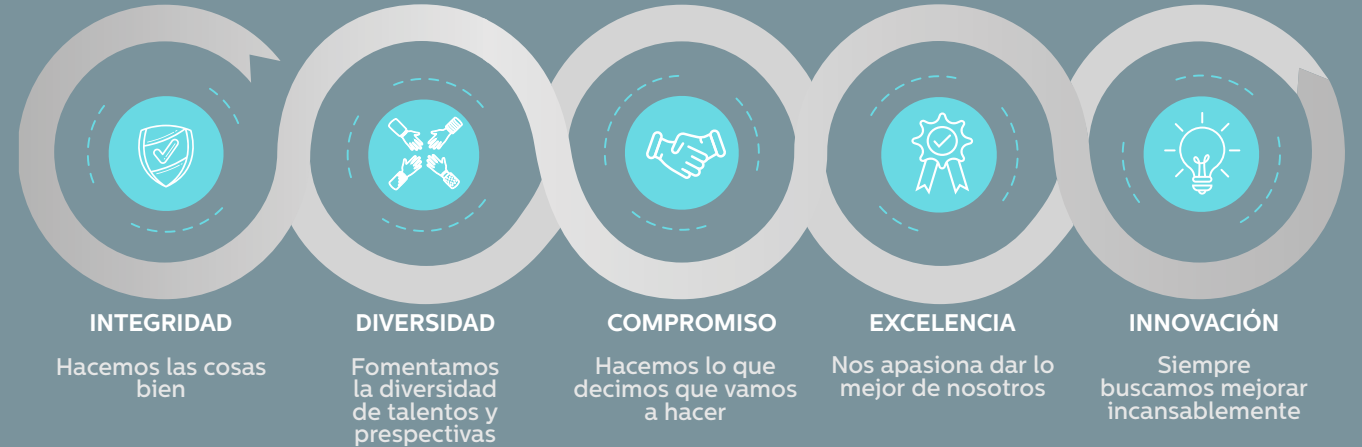 INTEGRIDAD
Hacemos las cosas
bien
DIVERSIDAD
Fomentamos
la diversidad
de talentos y
prespectivas
COMPROMISO
Hacemos lo que
decimos que vamos
a hacer
EXCELENCIA
Nos apasiona dar lo
mejor de nosotros
INNOVACIÓN
Siempre
buscamos mejorar
incansablemente